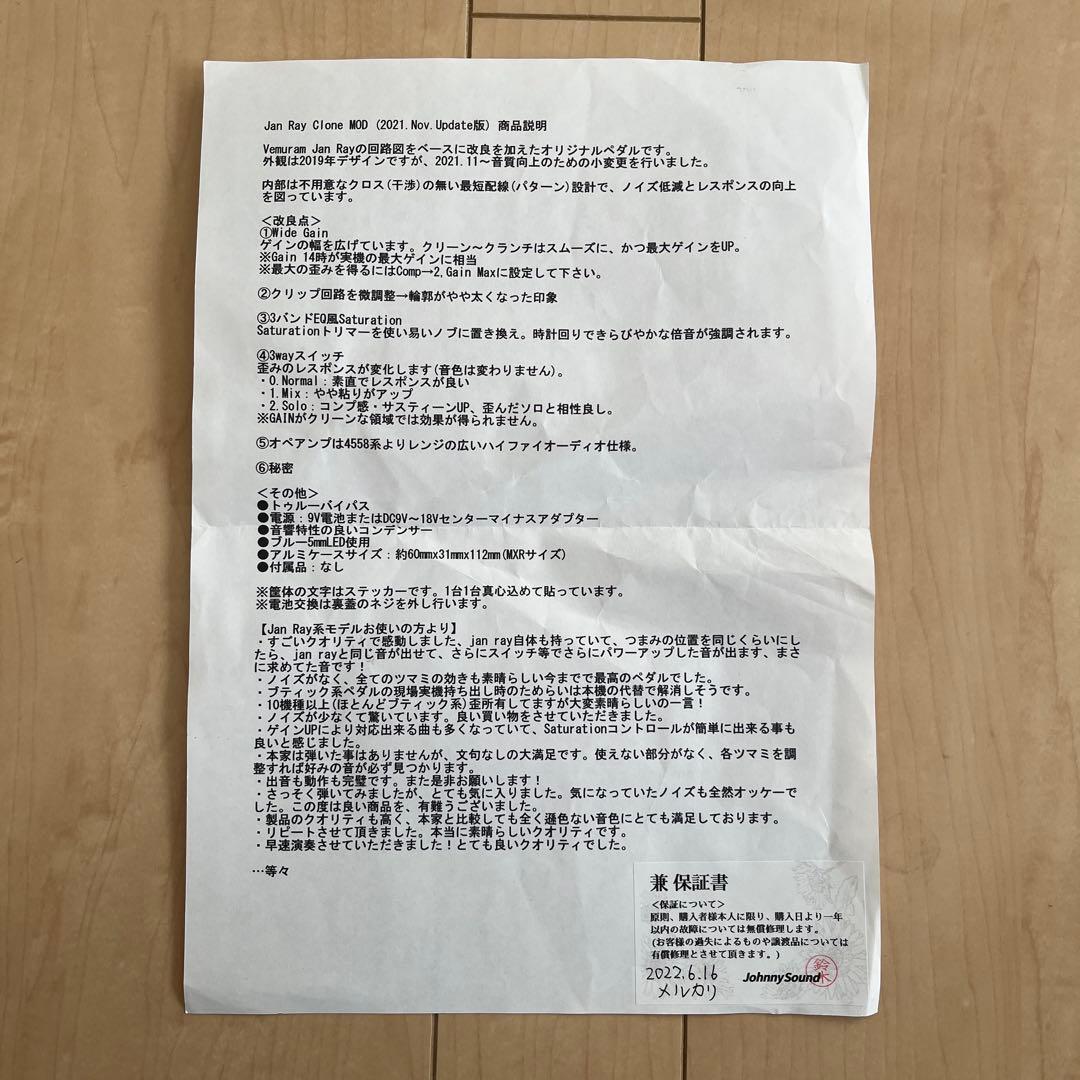 Jan Ray Clone MOD (2021.Nov.Update版) 商品説明
Vemuram Jan Rayの回路図をベースに改良を加えたオリジナルペダルです。
外観は2019年デザインですが、2021.11～音質向上のための小変更を行いました。
内部は不用意なクロス(干渉)の無い最短配線(パターン)設計で、ノイズ低減とレスポンスの向上
を図っています。
＜改良点＞
①Wide Gain
ゲインの幅を広げています。クリーン～クランチはスムーズに、かつ最大ゲインをUP。
※Gain 14時が実機の最大ゲインに相当
※最大の歪みを得るにはComp→2,Gain Maxに設定して下さい。
②クリップ回路を微調整→輪郭がやや太くなった印象
③3バンドEQ風Saturation
Saturationトリマーを使い易いノブに置き換え。時計回りできらびやかな倍音が強調されます。
④3wayスイッチ
歪みのレスポンスが変化します(音色は変わりません)。
・0.Normal：素直でレスポンスが良い
・1.Mix：やや粘りがアップ
・2.Solo：コンプ感・サスティーンUP、歪んだソロと相性良し。
※GAINがクリーンな領域では効果が得られません。
⑤オペアンプは4558系よりレンジの広いハイファイオーディオ仕様。
⑥秘密
＜その他＞
●トゥルーバイパス
●電源：9V電池またはDC9V～18Vセンターマイナスアダプター
●音響特性の良いコンデンサー
●ブルー5mmLED使用
●アルミケースサイズ：約60mmx31mmx112mm(MXRサイズ)
●付属品：なし
※筐体の文字はステッカーです。1台1台真心込めて貼っています。
※電池交換は裏蓋のネジを外し行います。
【Jan Ray系モデルお使いの方より】
・すごいクオリティで感動しました、jan ray自体も持っていて、つまみの位置を同じくらいにし
たら、jan rayと同じ音が出せて、さらにスイッチ等でさらにパワーアップした音が出ます、まさ
に求めてた音です！
・ノイズがなく、全てのツマミの効きも素晴らしい今までで最高のペダルでした。
・ブティック系ペダルの現場実機持ち出し時のためらいは本機の代替で解消しそうです。
・10機種以上(ほとんどブティック系)歪所有してますが大変素晴らしいの一言！
・ノイズが少なくて驚いています。良い買い物をさせていただきました。
・ゲインUPにより対応出来る曲も多くなっていて、Saturationコントロールが簡単に出来る事も
良いと感じました。
・本家は弾いた事はありませんが、文句なしの大満足です。使えない部分がなく、各ツマミを調
整すれば好みの音が必ず見つかります。
・出音も動作も完璧です。また是非お願いします！
・さっそく弾いてみましたが、とても気に入りました。気になっていたノイズも全然オッケーで
した。この度は良い商品を、有難うございました。
・製品のクオリティも高く、本家と比較しても全く遜色ない音色にとても満足しております。
・リピートさせて頂きました。本当に素晴らしいクオリティです。
・早速演奏させていただきました！とても良いクオリティでした。
…等々
兼 保証書
＜保証について＞
原則、購入者様本人に限り、購入日より一年
以内の故障については無償修理します。
(お客様の過失によるものや譲渡品については
有償修理とさせて頂きます。)
2022.6.16
メルカリ
JohnnySound
鈴木